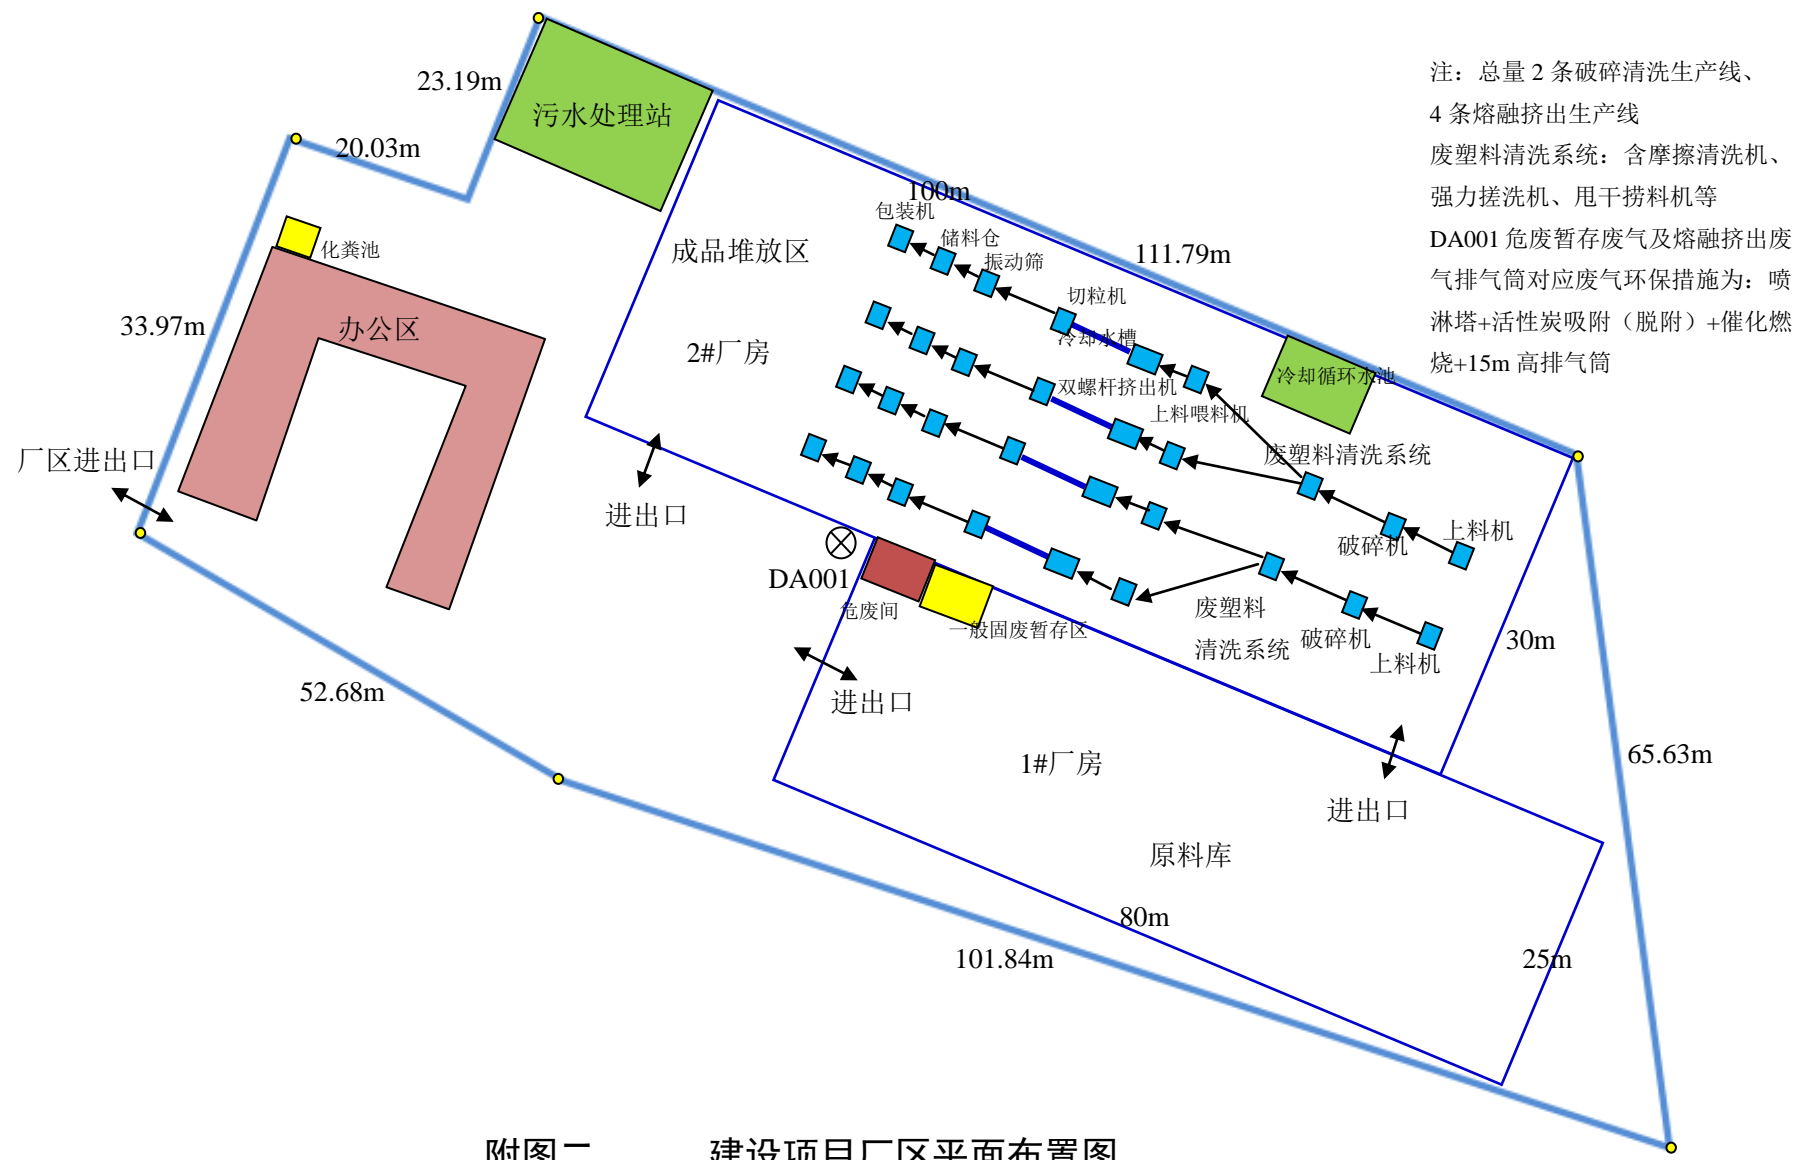 注：总量 2 条破碎清洗生产线、
4 条熔融挤出生产线
废塑料清洗系统：含摩擦清洗机、
强力搓洗机、甩干捞料机等
DA001 危废暂存废气及熔融挤出废
气排气筒对应废气环保措施为：喷
淋塔+活性炭吸附（脱附）+催化燃
烧+15m 高排气筒
23.19m
污水处理站
20.03m
100m
包装机
储料仓
振动筛
111.79m
成品堆放区
化粪池
切粒机
33.97m
办公区
冷却水槽
2#厂房
冷却循环水池
双螺杆挤出机
上料喂料机
厂区进出口
废塑料清洗系统
进出口
上料机
破碎机
DA001
危废间
一般固废暂存区
废塑料
清洗系统
破碎机
上料机
30m
52.68m
进出口
1#厂房
65.63m
进出口
原料库
80m
101.84m
25m
附图二 建设项目厂区平面布置图